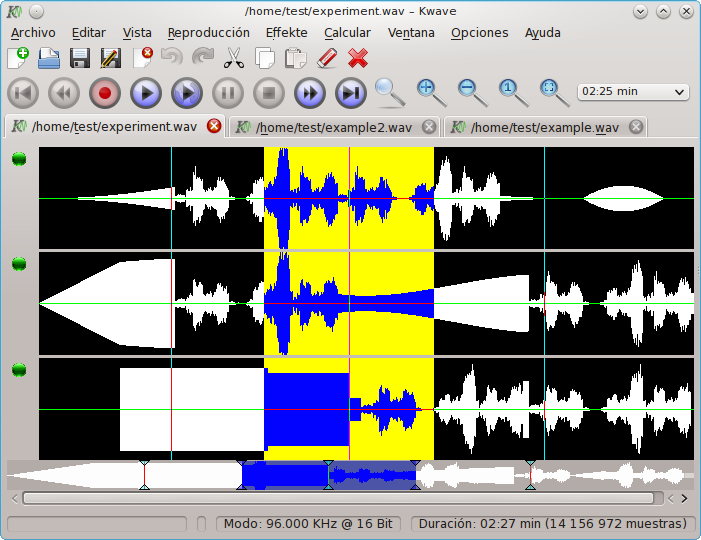 /home/test/experiment.wav – Kwave
Archivo Editar Vista Reproducción Efekte Calcular Ventana Opciones Ayuda
1 02:25 min
/home/test/experiment.wav /home/test/example2.wav /home/test/example.wav
Modo: 96.000 KHz @ 16 Bit Duración: 02:27 min (14 156 972 muestras)